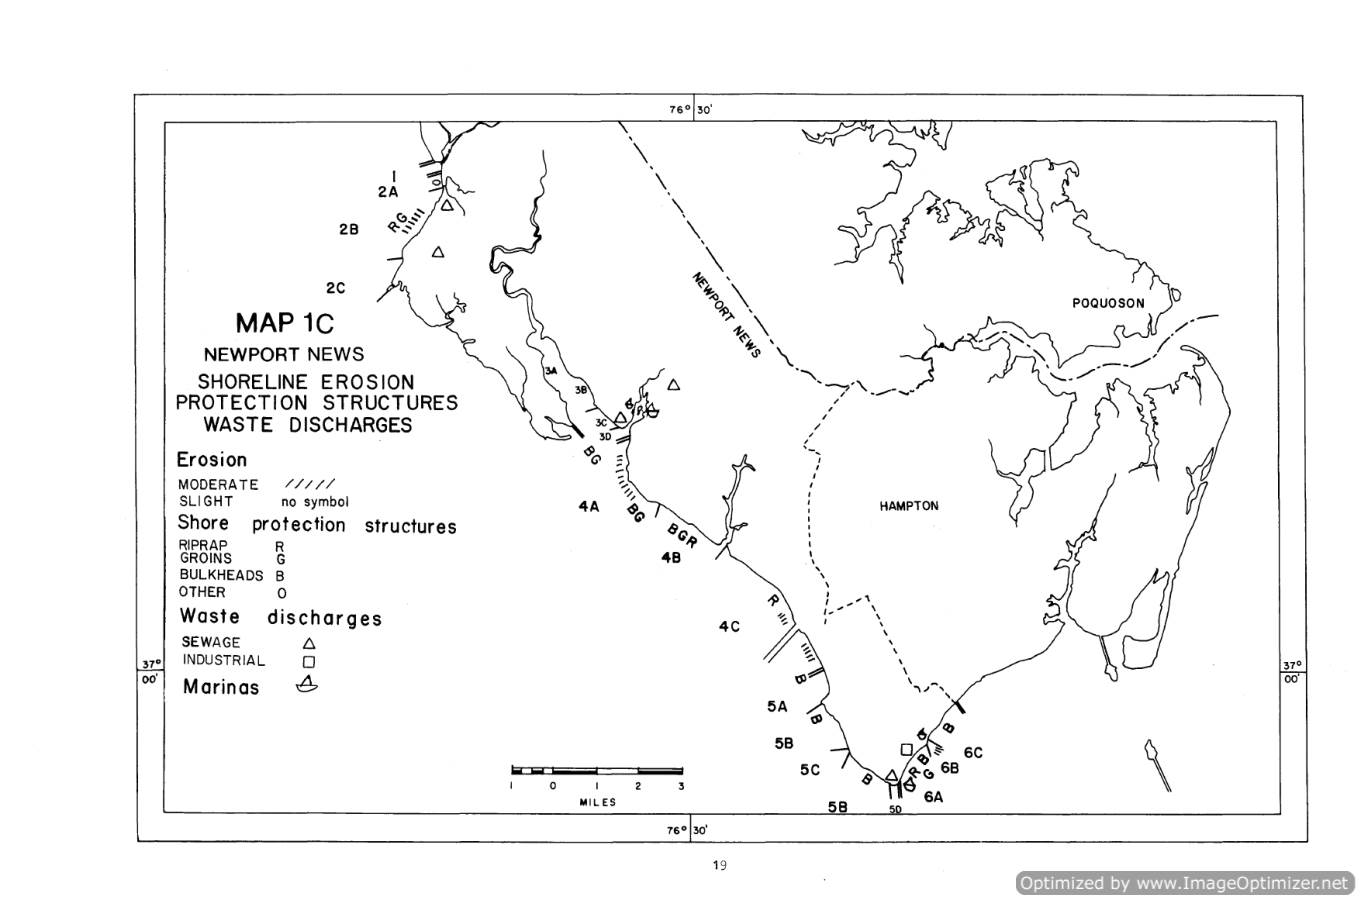 76° 30'
1
2A
RG
2B
2C
MAP 1C
NEWPORT NEWS
SHORELINE EROSION
PROTECTION STRUCTURES
WASTE DISCHARGES
Erosion
MODERATE /////
SLIGHT no symbol
Shore protection structures
RIPRAP R
GROINS G
BULKHEADS B
OTHER O
Waste discharges
SEWAGE
INDUSTRIAL
Marinas
O
NEWPORT NEWS
POQUOSON
HAMPTON
3A
3B
3C
3D
BG
4A
BG
BGR
4B
R
4C
B
5A
B
5B
5C
B
5B
5D
6A
R B
G
6B
6C
B
37°
00'
37°
00'
1 0 1 2 3
MILES
76° 30'
19
Optimized by www.ImageOptimizer.net